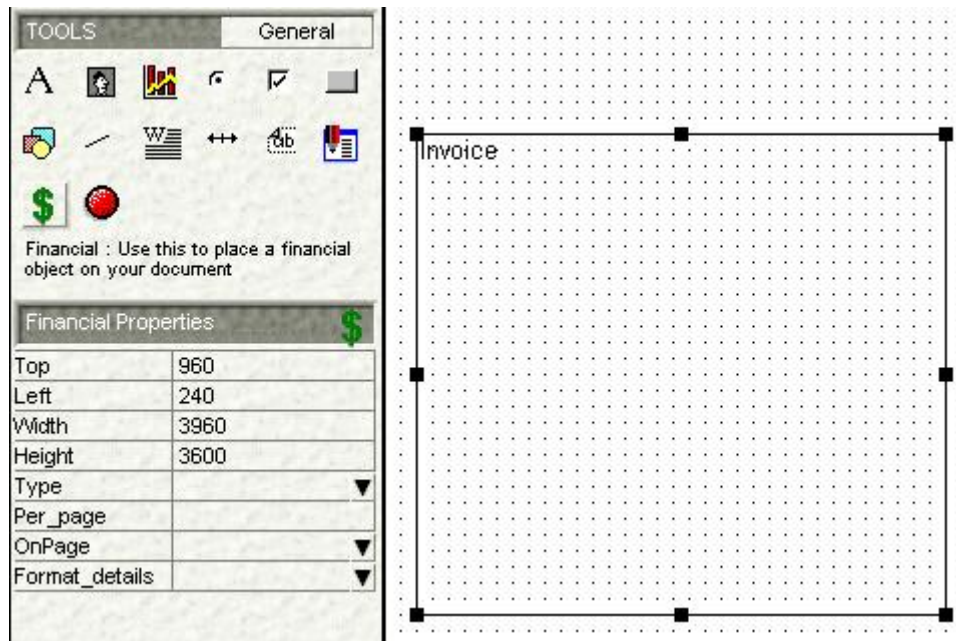 TOOLS General
A
W
Ab
$
Financial : Use this to place a financial
object on your document
Financial Properties $
Top 960
Left 240
Width 3960
Height 3600
Type
Per_page
OnPage
Format_details
Invoice